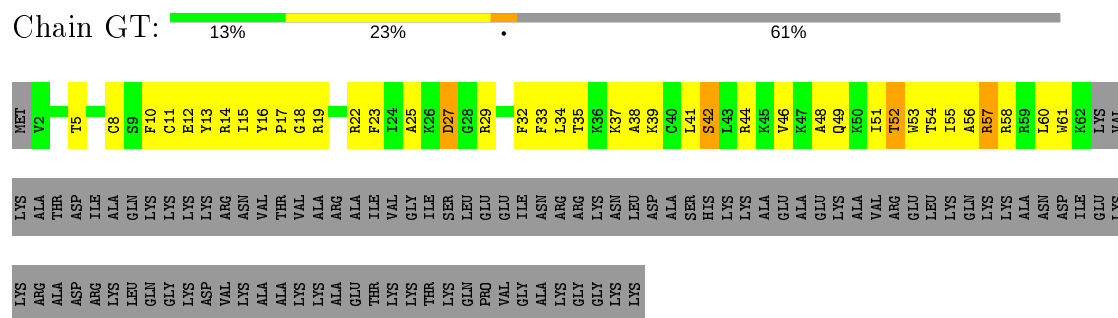 Chain GT:
13% 23% • 61%
MET V2 T5 C8 S9 F10 C11 E12 Y13 R14 I15 Y16 P17 G18 R19 R22 F23 I24 A25 K26 D27 G28 R29 F32 F33 L34 T35 K36 K37 A38 K39 C40 L41 S42 L43 R44 K45 V46 K47 A48 Q49 K50 I51 T52 W53 T54 I55 A56 R57 R58 R59 L60 W61 K62 LYS VAL
LYS ALA THR ASP ILE ALA GLN LYS LYS LYS LYS ARG ASN VAL THR VAL ALA ARG ALA ILE VAL GLY ILE SER LEU GLU GLU ILE ASN ARG ARG LYS ASN LEU ASP ALA SER HIS LYS LYS ALA GLU ALA GLU LYS ALA VAL ARG GLU LEU ILE GLN LYS LYS ALA ASN ASP ILE GLU LYS
LYS ARG ALA ASP ARG LYS LEU GLN GLY LYS ASP VAL LYS ALA ALA LYS LYS ALA GLU THR LYS LYS THR LYS GLN PRO VAL GLY ALA LYS GLY GLY LYS LYS